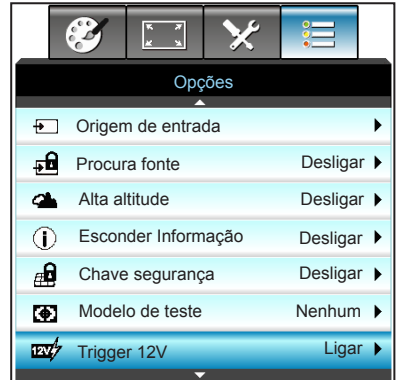 Opções
Origem de entrada
Procura fonte Desligar
Alta altitude Desligar
Esconder Informação Desligar
Chave segurança Desligar
Modelo de teste Nenhum
12V Trigger 12V Ligar